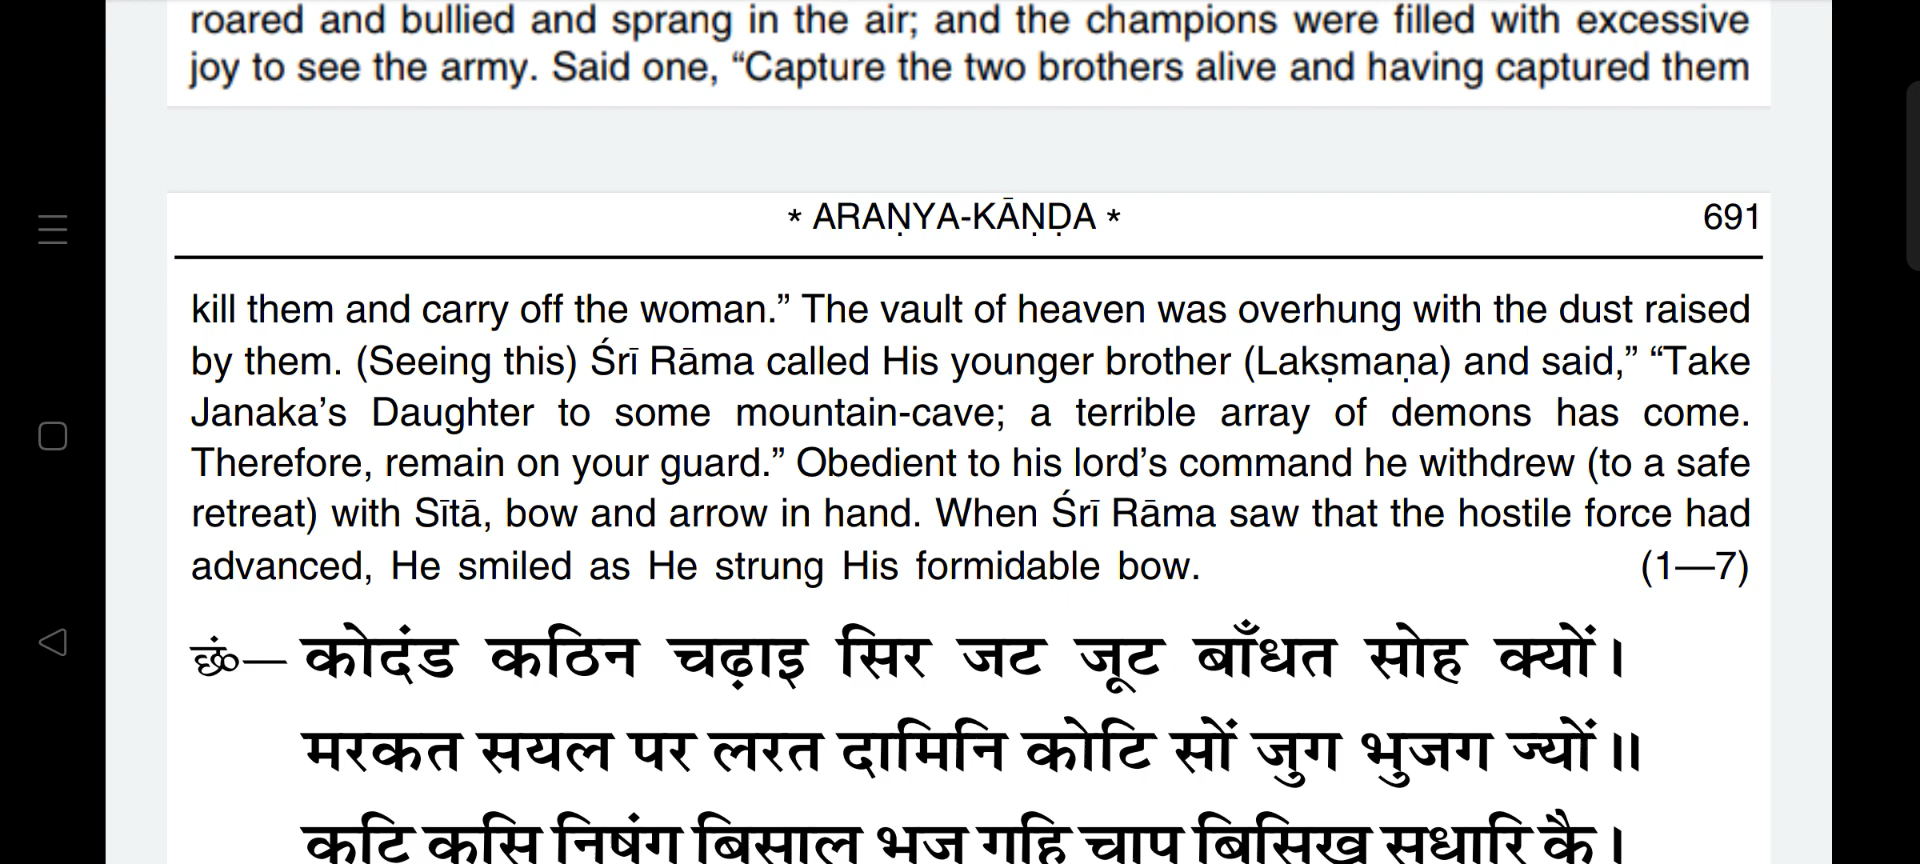 roared and bullied and sprang in the air; and the champions were filled with excessive
joy to see the army. Said one, “Capture the two brothers alive and having captured them
* ARAṆYA-KĀṆḌA * 691
kill them and carry off the woman.” The vault of heaven was overhung with the dust raised
by them. (Seeing this) Śrī Rāma called His younger brother (Lakṣmaṇa) and said,” “Take
Janaka’s Daughter to some mountain-cave; a terrible array of demons has come.
Therefore, remain on your guard.” Obedient to his lord’s command he withdrew (to a safe
retreat) with Sītā, bow and arrow in hand. When Śrī Rāma saw that the hostile force had
advanced, He smiled as He strung His formidable bow. (1—7)
छं— कोदंड कठिन चढ़ाइ सिर जट जूट बाँधत सोह क्यों।
मरकत सयल पर लरत दामिनि कोटि सों जुग भुजग ज्यों॥
कटि कसि निषंग बिसाल भुज गहि चाप बिसिख सुधारि कै।